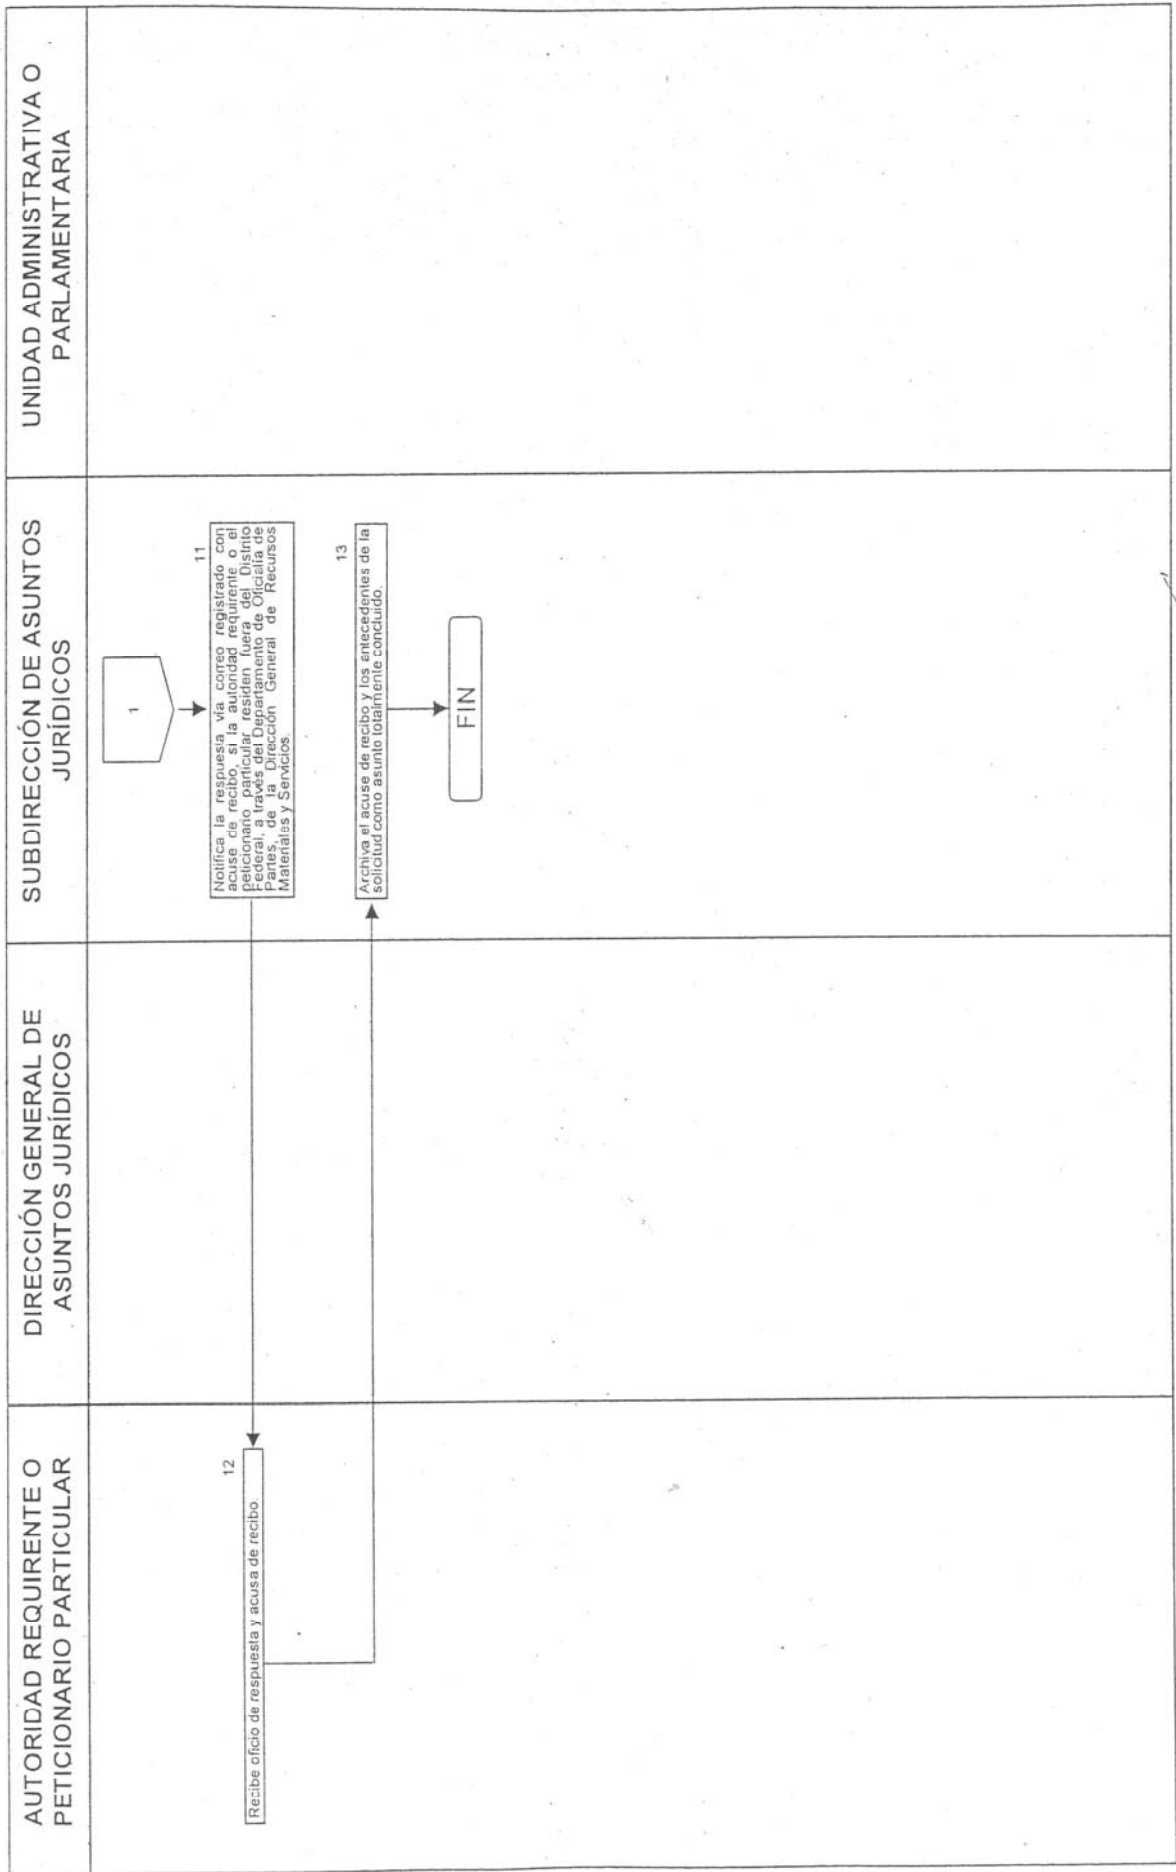 AUTORIDAD REQUIRENTE O
PETICIONARIO PARTICULAR
DIRECCIÓN GENERAL DE
ASUNTOS JURÍDICOS
SUBDIRECCIÓN DE ASUNTOS
JURÍDICOS
UNIDAD ADMINISTRATIVA O
PARLAMENTARIA
1
11
Notifica la respuesta vía correo registrado con
acuse de recibo, si la autoridad requirente o el
peticionario particular residen fuera del Distrito
Federal, a través del Departamento de Oficialía de
Partes, de la Dirección General de Recursos
Materiales y Servicios.
12
Recibe oficio de respuesta y acusa de recibo.
13
Archiva el acuse de recibo y los antecedentes de la
solicitud como asunto totalmente concluido.
FIN